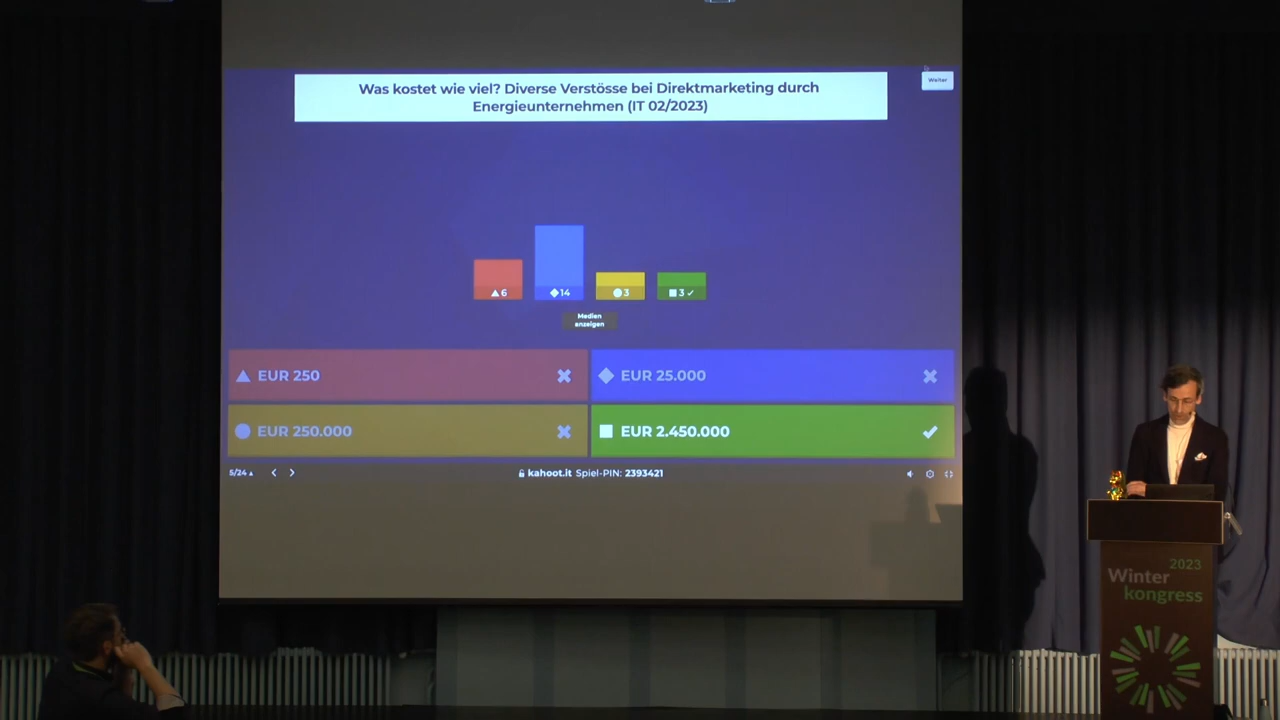 Was kostet wie viel? Diverse Verstösse bei Direktmarketing durch
Energieunternehmen (IT 02/2023)
Weiter
6
14
3
3
Medien
anzeigen
EUR 250
EUR 25.000
EUR 250.000
EUR 2.450.000
5/24
kahoot.it Spiel-PIN: 2393421
2023
Winter
kongress